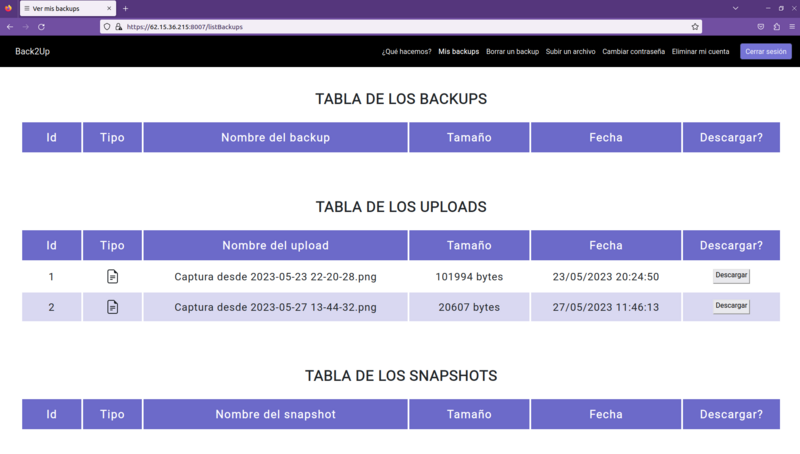 Ver mis backups
https://62.15.36.215:8007/listBackups
Back2Up ¿Qué hacemos? Mis backups Borrar un backup Subir un archivo Cambiar contraseña Eliminar mi cuenta Cerrar sesión
TABLA DE LOS BACKUPS
Id Tipo Nombre del backup Tamaño Fecha Descargar?
TABLA DE LOS UPLOADS
Id Tipo Nombre del upload Tamaño Fecha Descargar?
1 Captura desde 2023-05-23 22-20-28.png 101994 bytes 23/05/2023 20:24:50 Descargar
2 Captura desde 2023-05-27 13-44-32.png 20607 bytes 27/05/2023 11:46:13 Descargar
TABLA DE LOS SNAPSHOTS
Id Tipo Nombre del snapshot Tamaño Fecha Descargar?